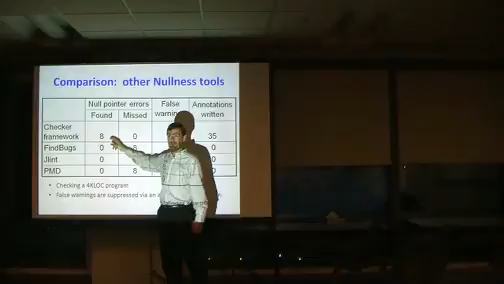 Comparison: other Nullness tools
Null pointer errors False Annotations
Found Missed written
Checker
framework 8 0 35
FindBugs 0 8 0
Jlint 0
PMD 0 8 0
• Checking a 4KLOC program
• False warnings are suppressed via an